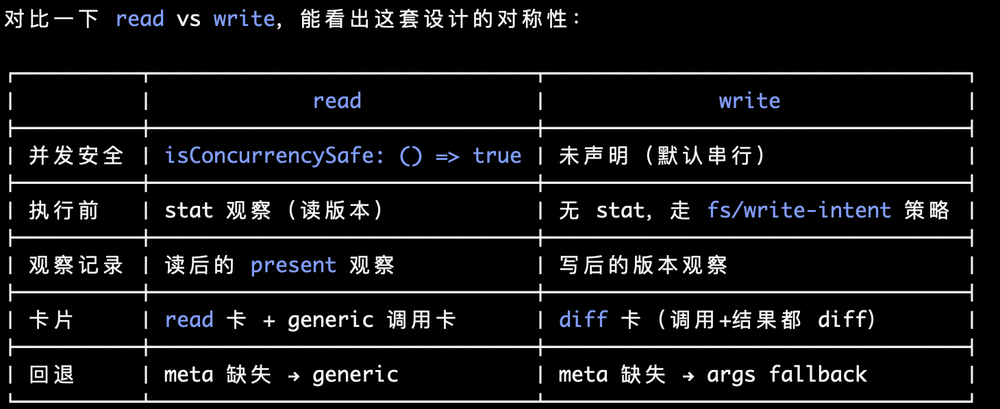 对比一下 read vs write, 能看出这套设计的对称性:
read write
并发安全 isConcurrencySafe: () => true 未声明 (默认串行)
执行前 stat 观察 (读版本) 无 stat, 走 fs/write-intent 策略
观察记录 读后的 present 观察 写后的版本观察
卡片 read 卡 + generic 调用卡 diff 卡 (调用+结果都 diff)
回退 meta 缺失 → generic meta 缺失 → args fallback